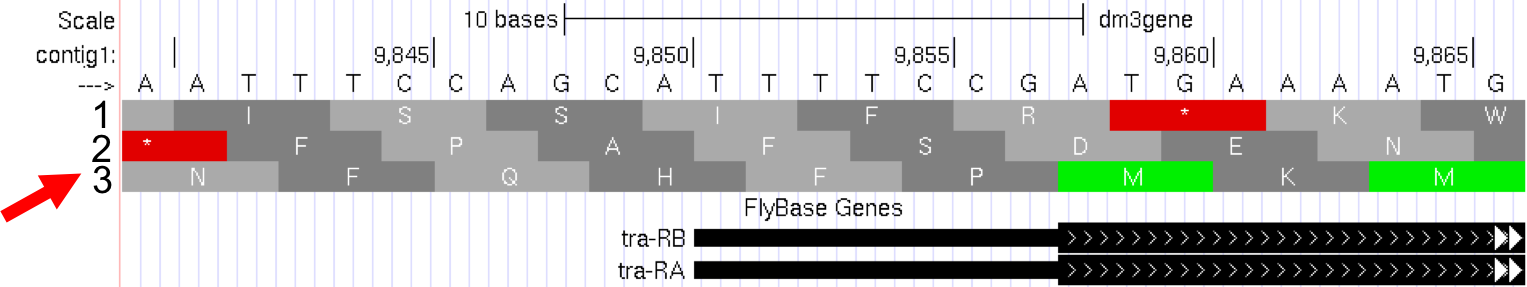 Scale 10 bases dm3gene
contig1: 9,845 9,850 9,855 9,860 9,865
---> A A T T T C C A G C A T T T T C C G A T G A A A A T G
1 I S S I F R * K W
2 * F P A F S D E N
3 N F Q H F P M K M
FlyBase Genes
tra-RB
tra-RA